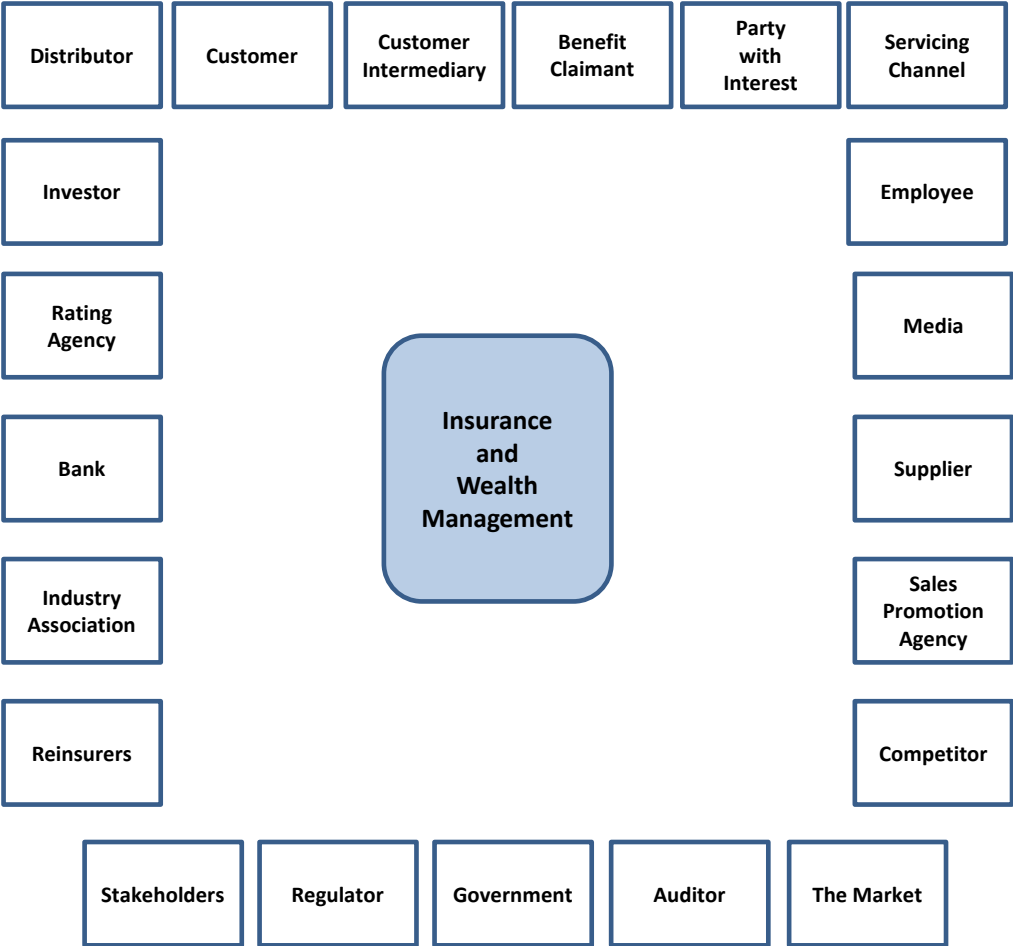 Distributor
Customer
Customer
Intermediary
Benefit
Claimant
Party
with
Interest
Servicing
Channel
Investor
Employee
Rating
Agency
Media
Insurance
and
Wealth
Management
Bank
Supplier
Industry
Association
Sales
Promotion
Agency
Reinsurers
Competitor
Stakeholders
Regulator
Government
Auditor
The Market